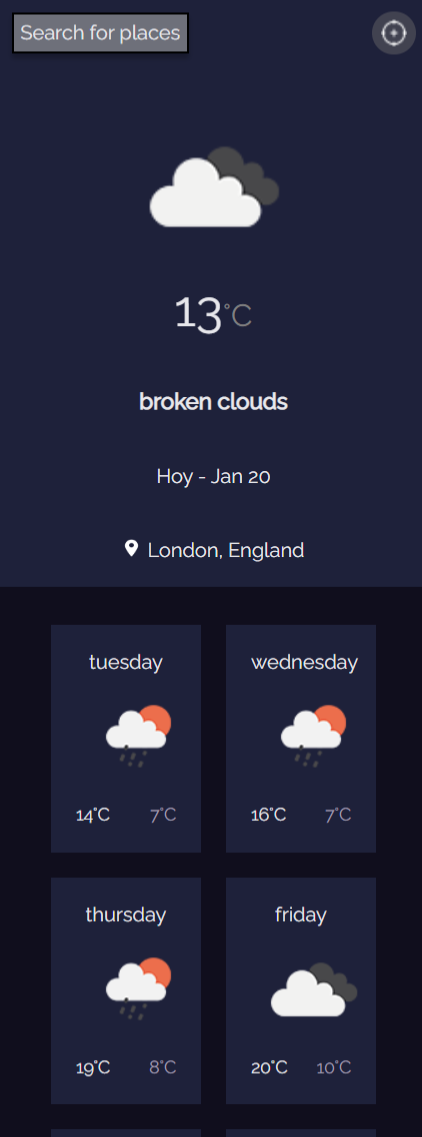 Search for places
13°C
broken clouds
Hoy - Jan 20
London, England
tuesday
14°C 7°C
wednesday
16°C 7°C
thursday
19°C 8°C
friday
20°C 10°C